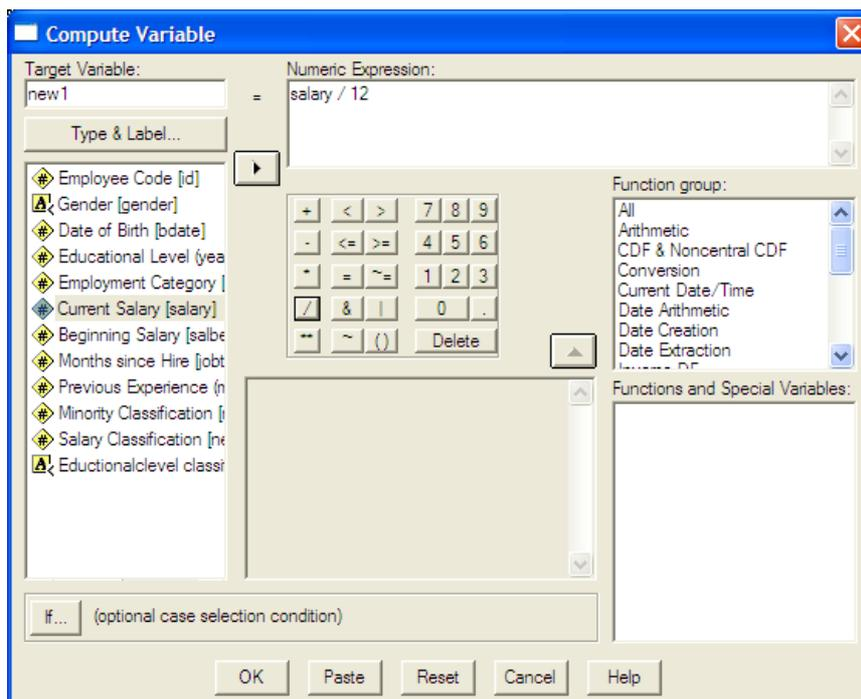 Compute Variable
Target Variable:
new1
=
Numeric Expression:
salary / 12
Type & Label...
Employee Code [id]
Gender [gender]
Date of Birth [bdate]
Educational Level (yea
Employment Category [
Current Salary [salary]
Beginning Salary [salbe
Months since Hire [jobt
Previous Experience (m
Minority Classification [
Salary Classification [ne
Eductionalclevel classif
+ < > 7 8 9
- <= >= 4 5 6
* = ~= 1 2 3
/ & | 0 .
** ~ () Delete
Function group:
All
Arithmetic
CDF & Noncentral CDF
Conversion
Current Date/Time
Date Arithmetic
Date Creation
Date Extraction
Functions and Special Variables:
If... (optional case selection condition)
OK Paste Reset Cancel Help